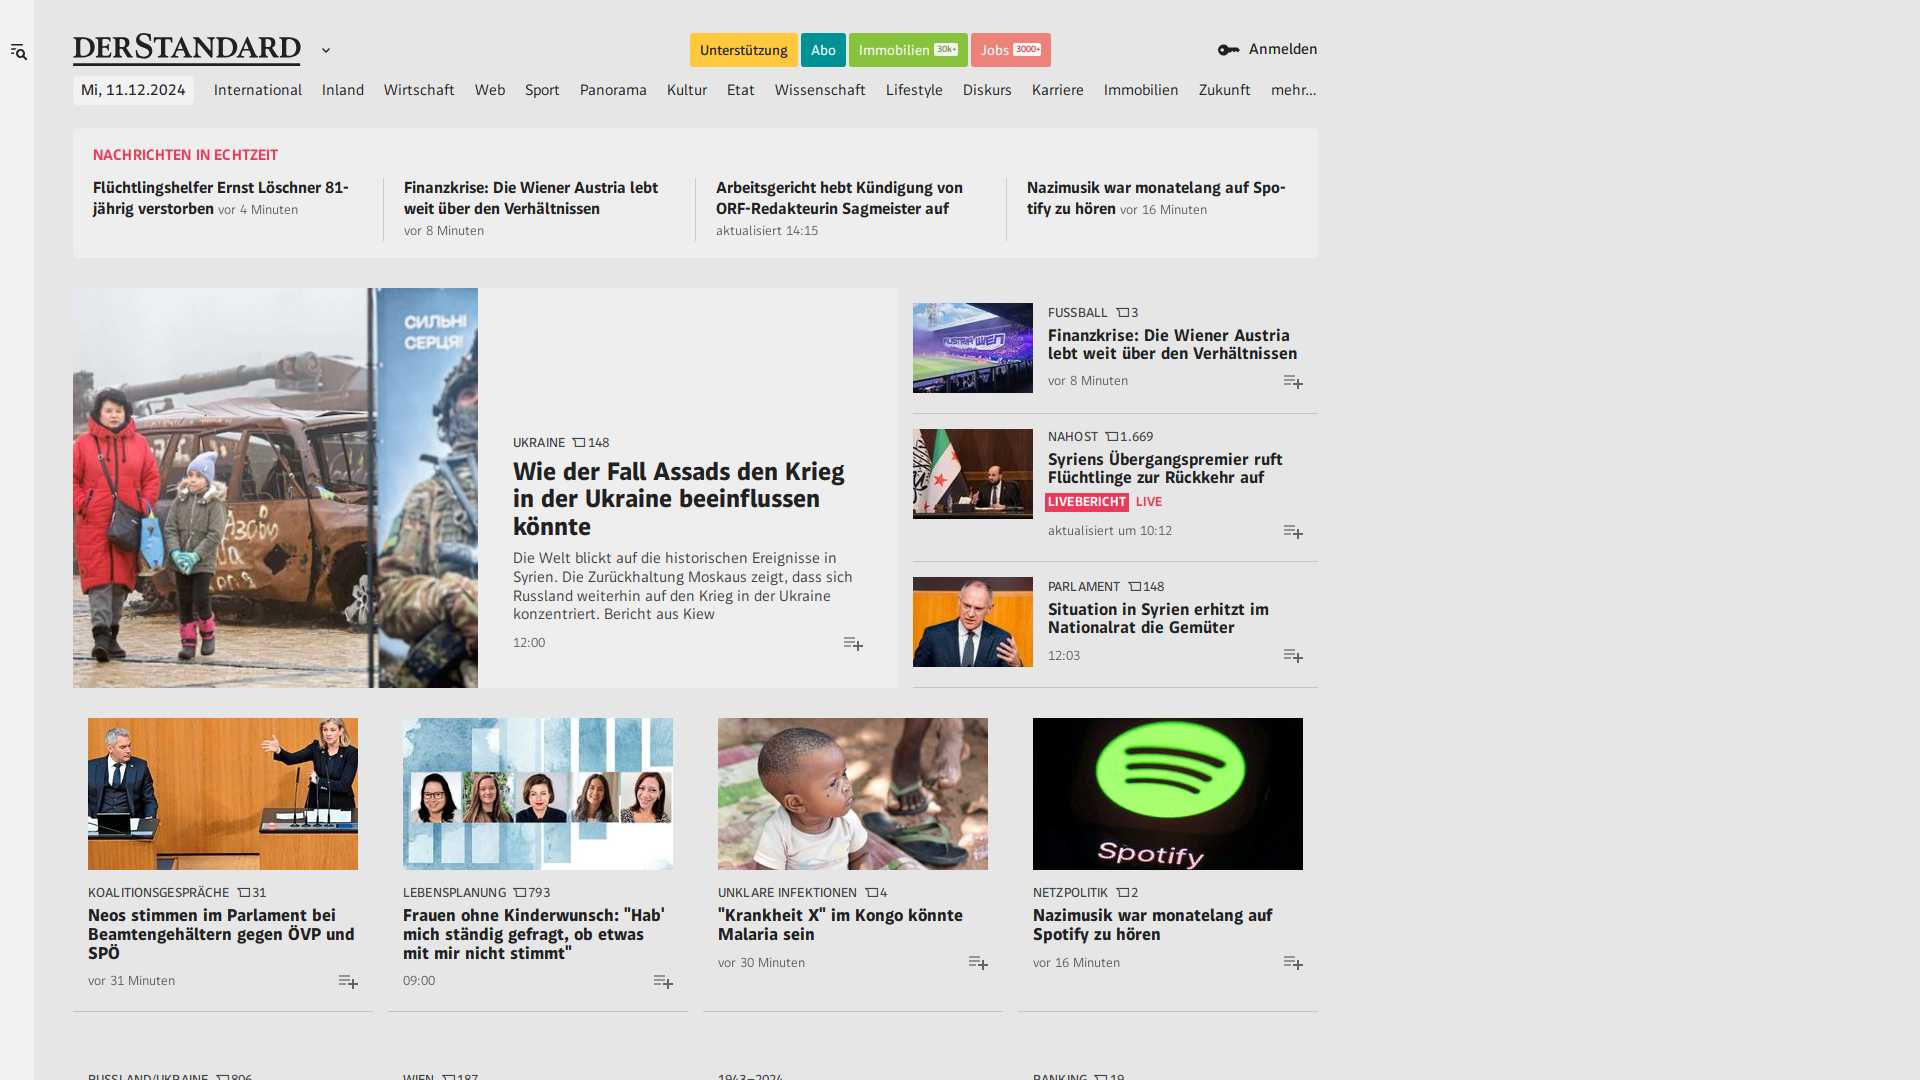 DERSTANDARD
Unterstützung
Abo
Immobilien 30k+
Jobs 3000+
Anmelden
Mi, 11.12.2024
International
Inland
Wirtschaft
Web
Sport
Panorama
Kultur
Etat
Wissenschaft
Lifestyle
Diskurs
Karriere
Immobilien
Zukunft
mehr…
NACHRICHTEN IN ECHTZEIT
Flüchtlingshelfer Ernst Löschner 81-
jährig verstorben vor 4 Minuten
Finanzkrise: Die Wiener Austria lebt
weit über den Verhältnissen
vor 8 Minuten
Arbeitsgericht hebt Kündigung von
ORF-Redakteurin Sagmeister auf
aktualisiert 14:15
Nazimusik war monatelang auf Spo-
tify zu hören vor 16 Minuten
СИЛЬНІ
СЕРЦЯ!
UKRAINE 148
Wie der Fall Assads den Krieg
in der Ukraine beeinflussen
könnte
Die Welt blickt auf die historischen Ereignisse in
Syrien. Die Zurückhaltung Moskaus zeigt, dass sich
Russland weiterhin auf den Krieg in der Ukraine
konzentriert. Bericht aus Kiew
12:00
AUSTRIA WIEN
FUSSBALL 3
Finanzkrise: Die Wiener Austria
lebt weit über den Verhältnissen
vor 8 Minuten
NAHOST 1.669
Syriens Übergangspremier ruft
Flüchtlinge zur Rückkehr auf
LIVEBERICHT LIVE
aktualisiert um 10:12
PARLAMENT 148
Situation in Syrien erhitzt im
Nationalrat die Gemüter
12:03
KOALITIONSGESPRÄCHE 31
Neos stimmen im Parlament bei
Beamtengehältern gegen ÖVP und
SPÖ
vor 31 Minuten
LEBENSPLANUNG 793
Frauen ohne Kinderwunsch: "Hab'
mich ständig gefragt, ob etwas
mit mir nicht stimmt"
09:00
UNKLARE INFEKTIONEN 4
"Krankheit X" im Kongo könnte
Malaria sein
vor 30 Minuten
Spotify
NETZPOLITIK 2
Nazimusik war monatelang auf
Spotify zu hören
vor 16 Minuten
RUSSLAND/UKRAINE 806
WIEN 187
1943–2024
BANKING 19